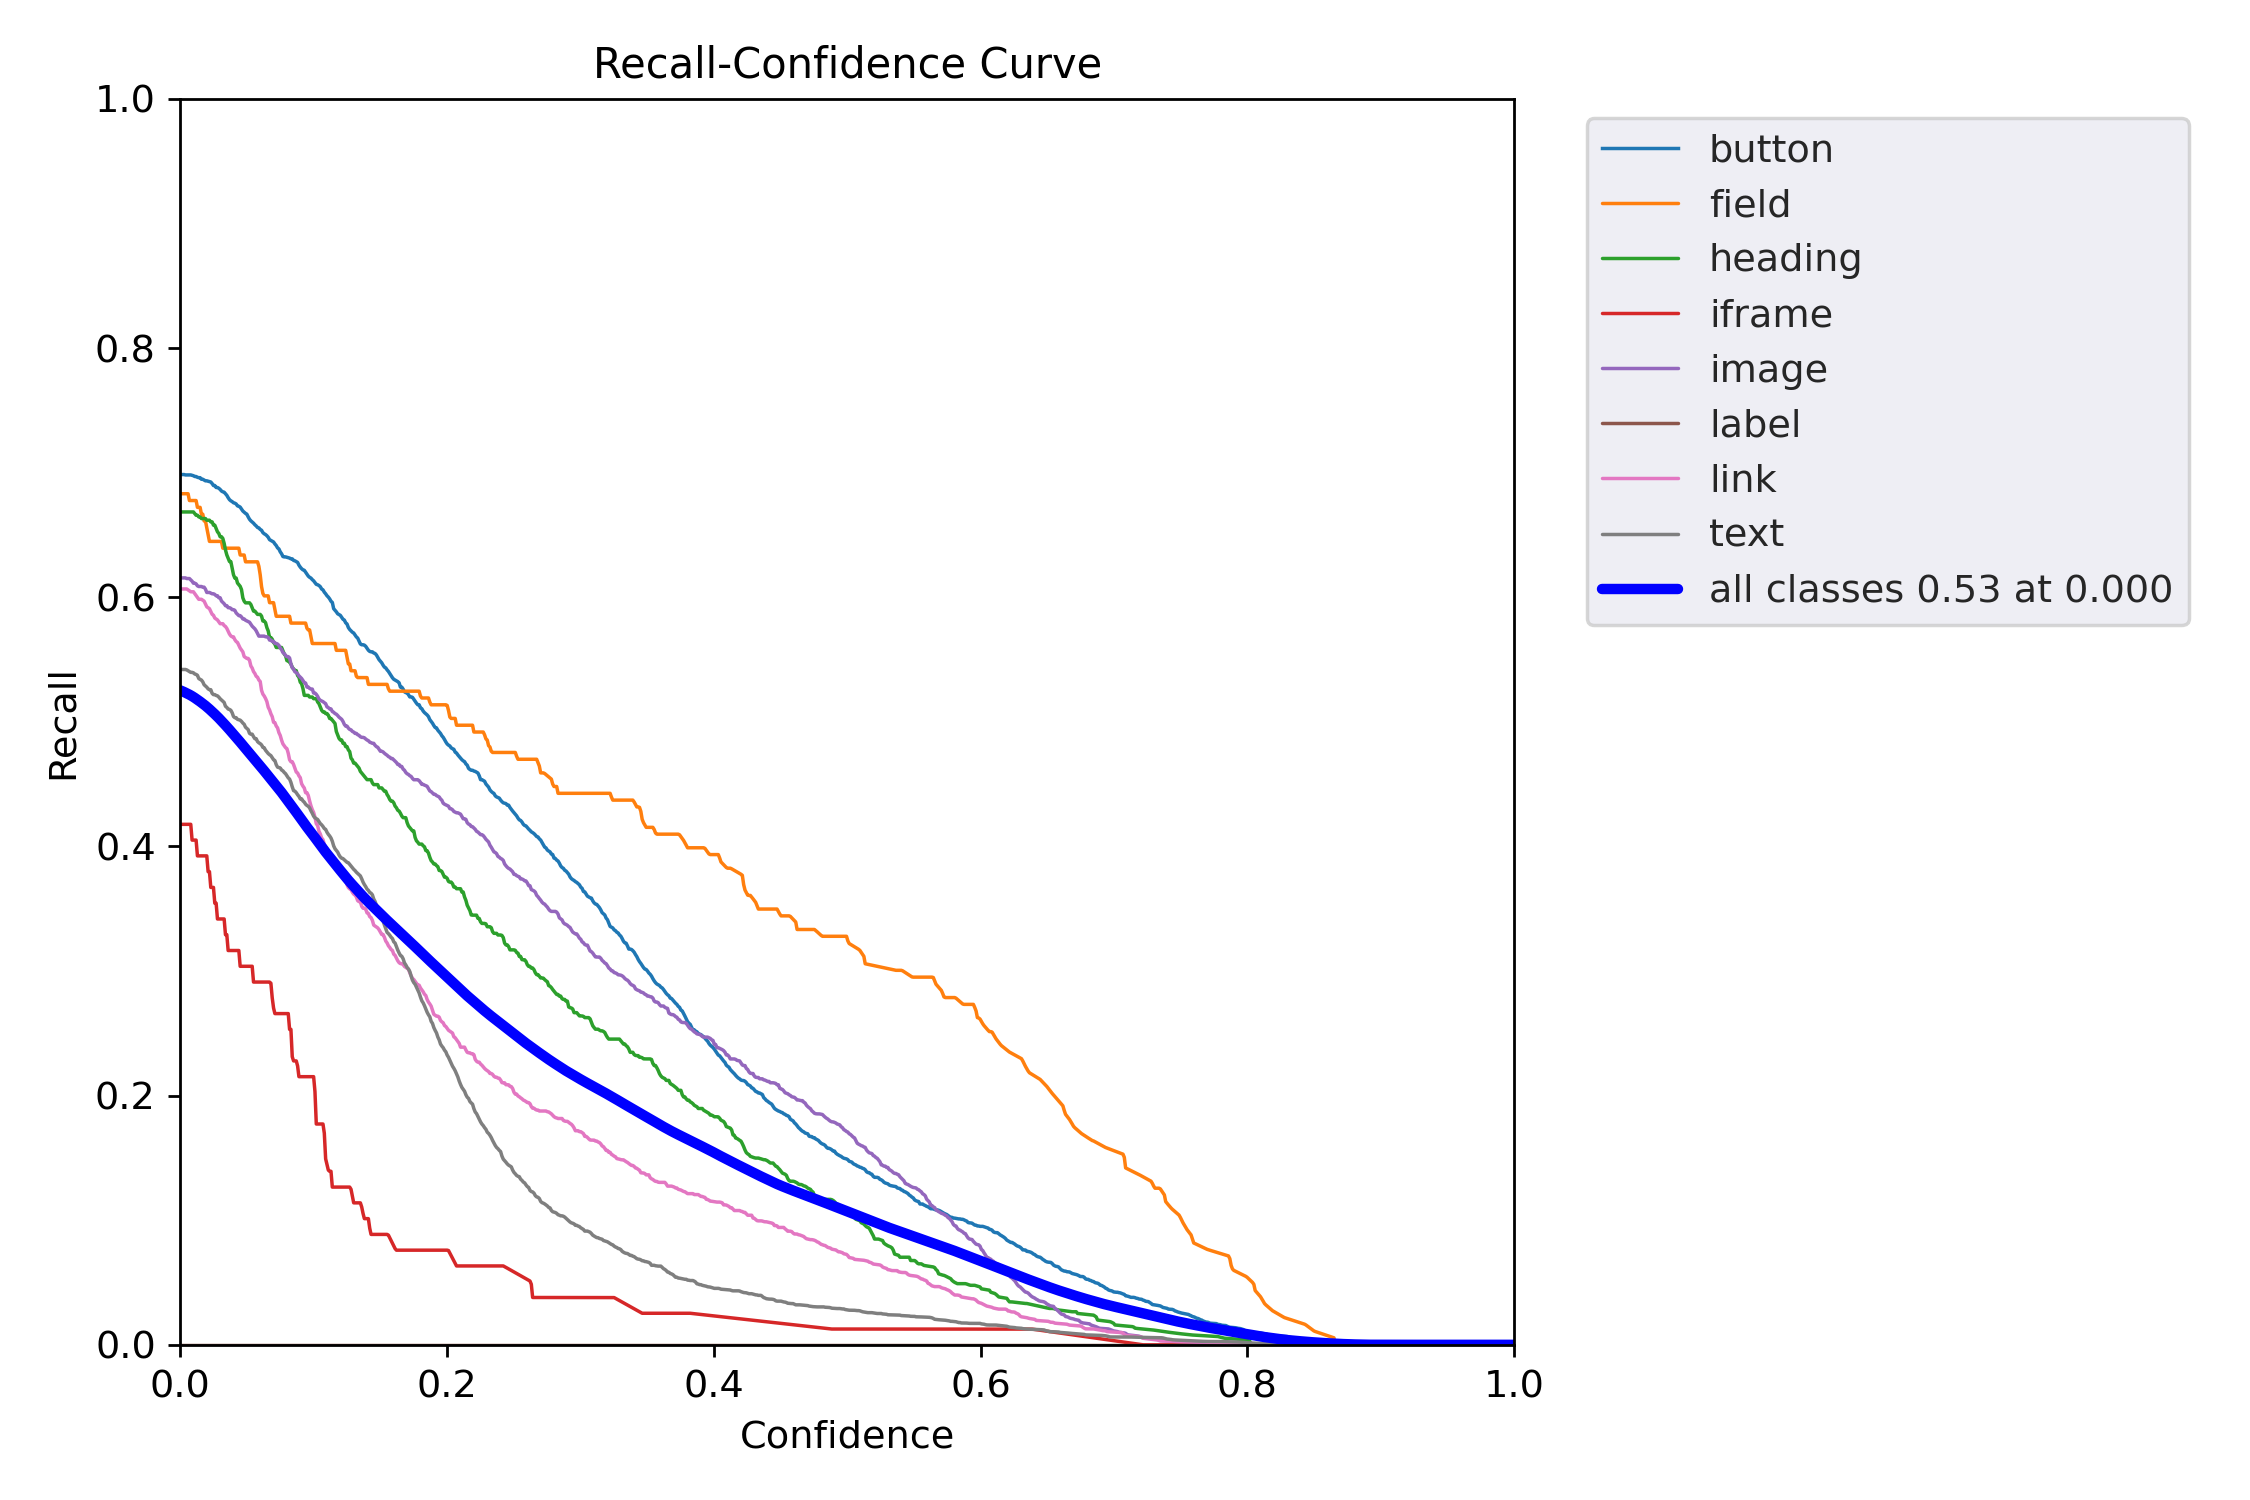 Recall-Confidence Curve
1.0
0.8
0.6
0.4
0.2
0.0
Recall
0.0 0.2 0.4 0.6 0.8 1.0
Confidence
button
field
heading
iframe
image
label
link
text
all classes 0.53 at 0.000